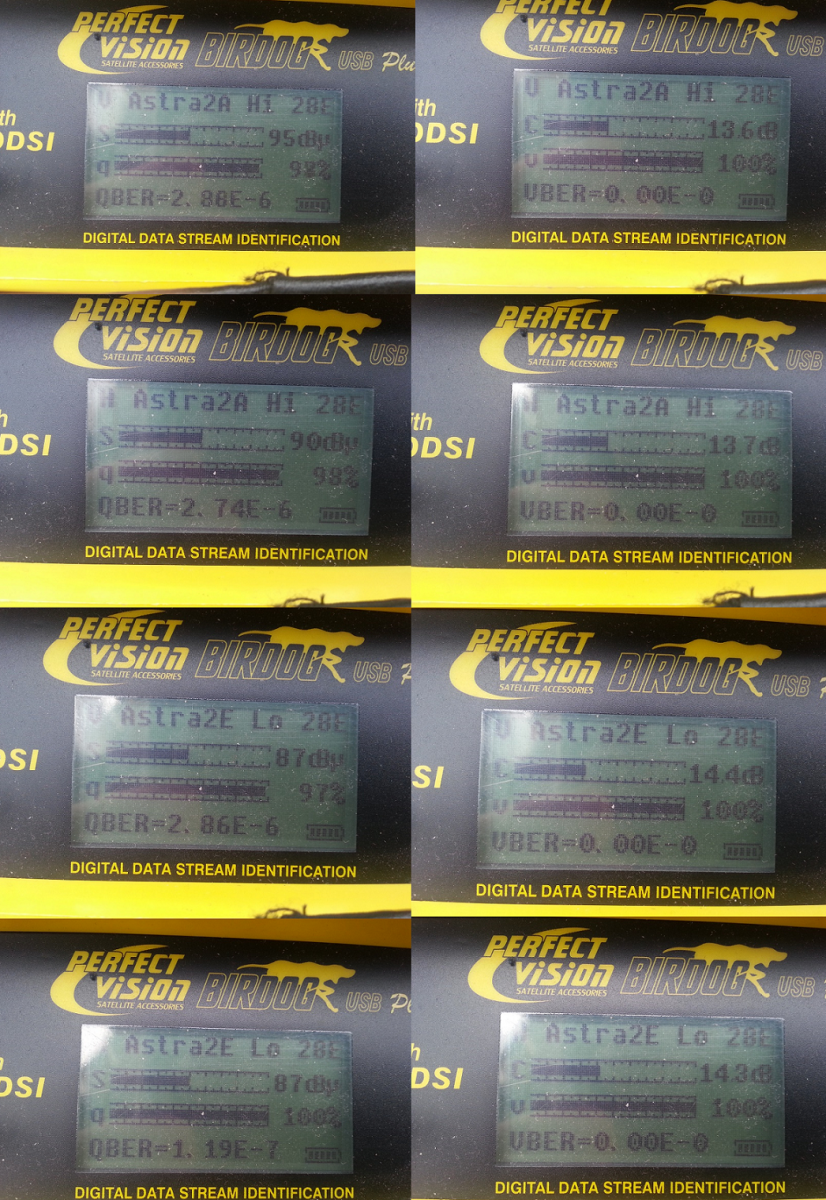 PERFECT VISION BIRDOG USB Plu
SATELLITE ACCESSORIES
th
DDSI
V Astra2A Hi 28E
S 95dBµ
q 98%
QBER=2.88E-6
DIGITAL DATA STREAM IDENTIFICATION
PERFECT VISION BIRDOG USB
SATELLITE ACCESSORIES
ith
DDSI
V Astra2A Hi 28E
C 13.6dB
v 100%
VBER=0.00E-0
DIGITAL DATA STREAM IDENTIFICATION
PERFECT VISION BIRDOG USB
SATELLITE ACCESSORIES
h
DSI
H Astra2A Hi 28E
S 90dBµ
q 98%
QBER=2.74E-6
DIGITAL DATA STREAM IDENTIFICATION
PERFECT VISION BIRDOG USB
SATELLITE ACCESSORIES
ith
DDSI
H Astra2A Hi 28E
C 13.7dB
v 100%
VBER=0.00E-0
DIGITAL DATA STREAM IDENTIFICATION
PERFECT VISION BIRDOG USB P
SATELLITE ACCESSORIES
DSI
V Astra2E Lo 28E
S 87dBµ
q 97%
QBER=2.86E-6
DIGITAL DATA STREAM IDENTIFICATION
PERFECT VISION BIRDOG USB P
SATELLITE ACCESSORIES
SI
V Astra2E Lo 28E
C 14.4dB
v 100%
VBER=0.00E-0
DIGITAL DATA STREAM IDENTIFICATION
PERFECT VISION BIRDOG USB Pl
SATELLITE ACCESSORIES
h
DSI
Astra2E Lo 28E
S 87dBµ
q 100%
QBER=1.19E-7
DIGITAL DATA STREAM IDENTIFICATION
PERFECT VISION BIRDOG USB
SATELLITE ACCESSORIES
h
DSI
Astra2E Lo 28E
C 14.3dB
v 100%
VBER=0.00E-0
DIGITAL DATA STREAM IDENTIFICATION